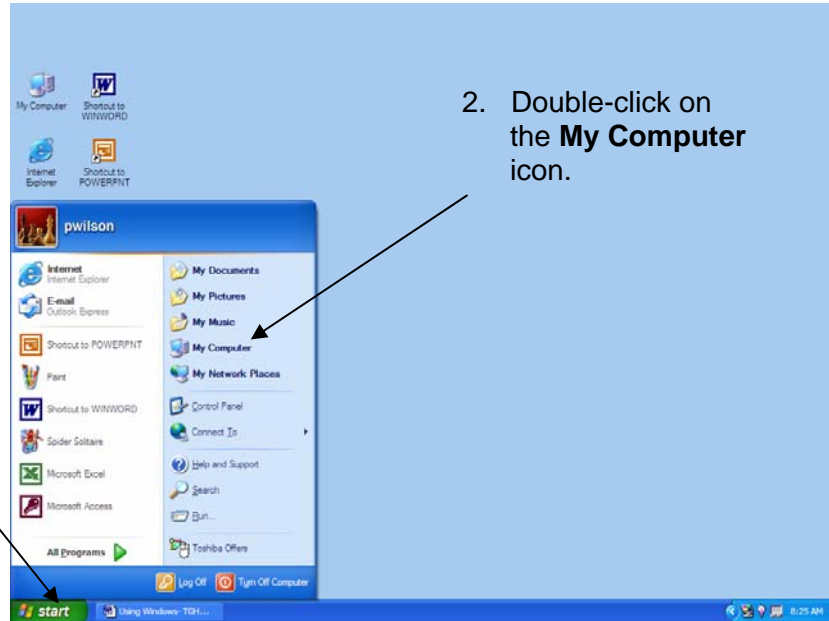 My Computer
Shortcut to
WINWORD
Internet
Explorer
Shortcut to
POWERPNT
2. Double-click on
the My Computer
icon.
pwilson
Internet
Internet Explorer
E-mail
Outlook Express
Shortcut to POWERPNT
Paint
Shortcut to WINWORD
Spider Solitaire
Microsoft Excel
Microsoft Access
All Programs
My Documents
My Pictures
My Music
My Computer
My Network Places
Control Panel
Connect To
Help and Support
Search
Run...
Toshiba Offers
Log Off
Turn Off Computer
start
Using Windows- TGH...
8:25 AM